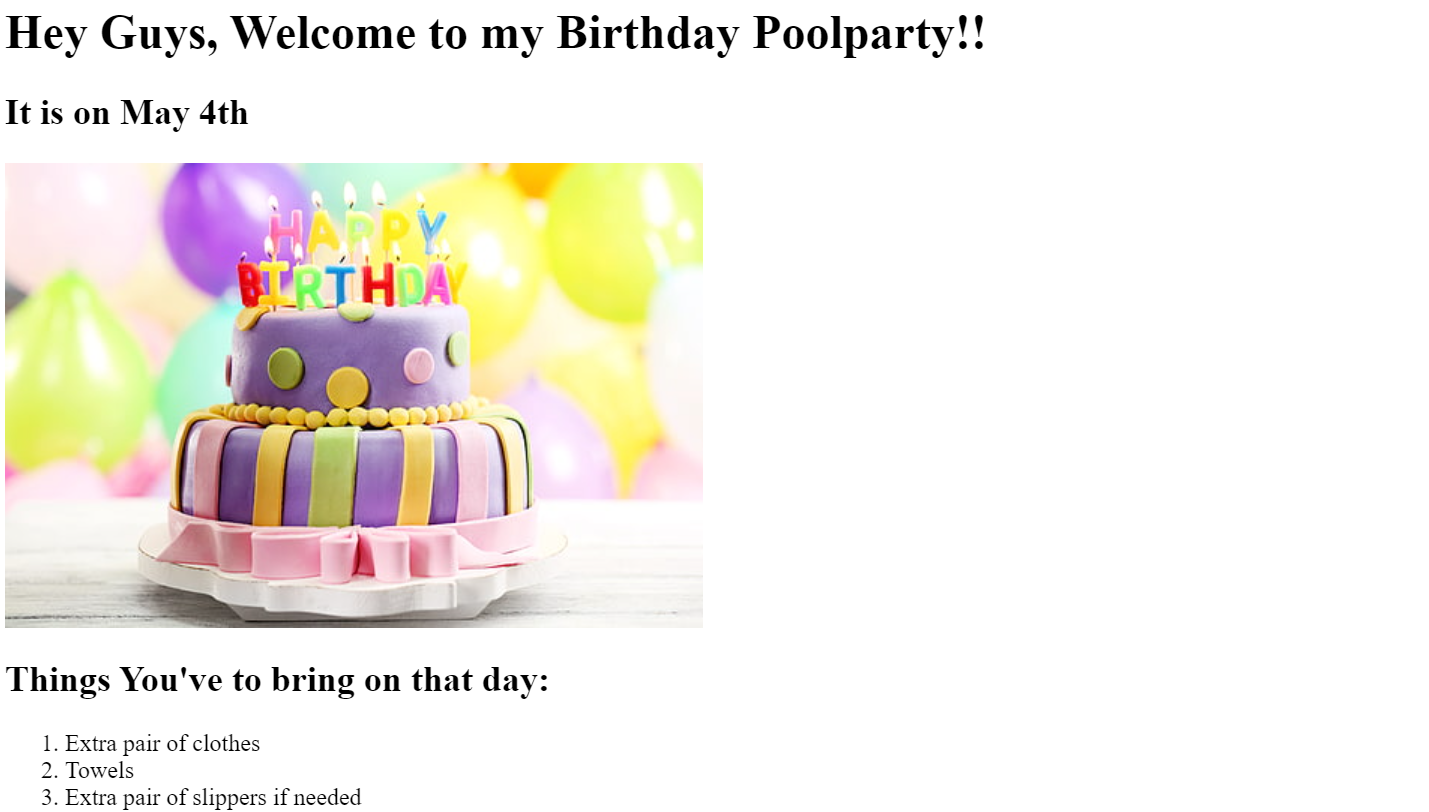 Hey Guys, Welcome to my Birthday Poolparty!!
It is on May 4th
HAPPY
BIRTHDAY
Things You've to bring on that day:
1. Extra pair of clothes
2. Towels
3. Extra pair of slippers if needed